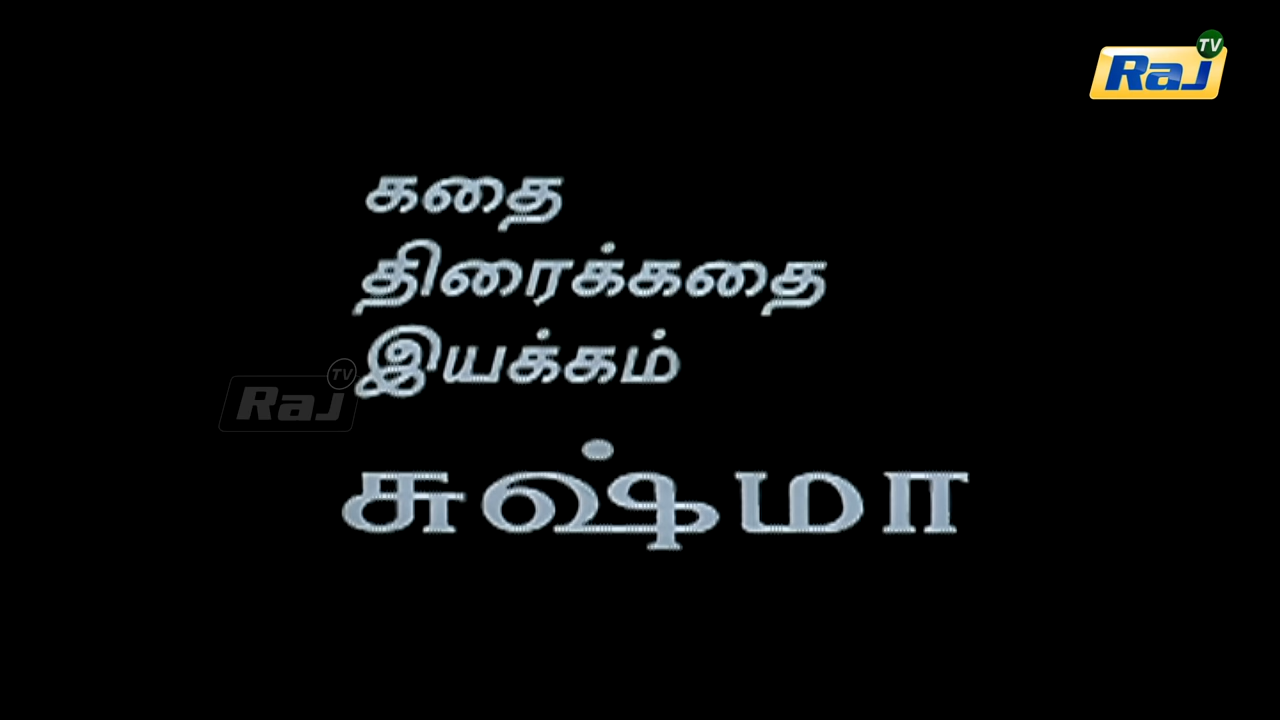 Raj TV
கதை
திரைக்கதை
இயக்கம்
Raj TV
சுஷ்மா